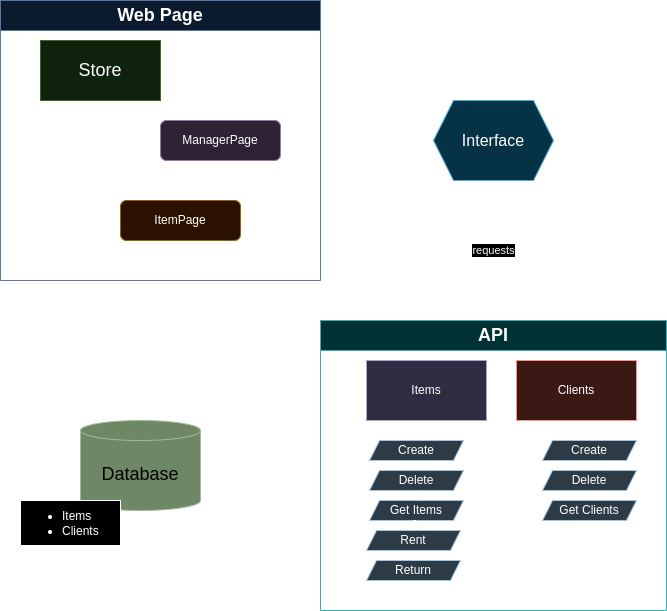 Web Page
Store
ManagerPage
ItemPage
Interface
requests
API
Items
Clients
Create
Delete
Get Items
Rent
Return
Create
Delete
Get Clients
Database
Items
Clients